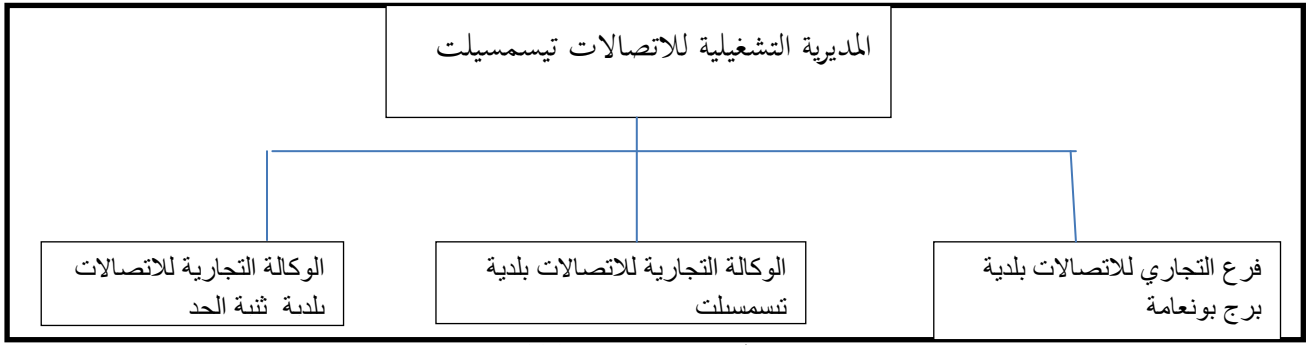 المديرية التشغيلية للاتصالات تيسمسيلت
فرع التجاري للاتصالات بلدية
برج بونعامة
الوكالة التجارية للاتصالات بلدية
تيسمسيلت
الوكالة التجارية للاتصالات
بلدية ثنية الحد